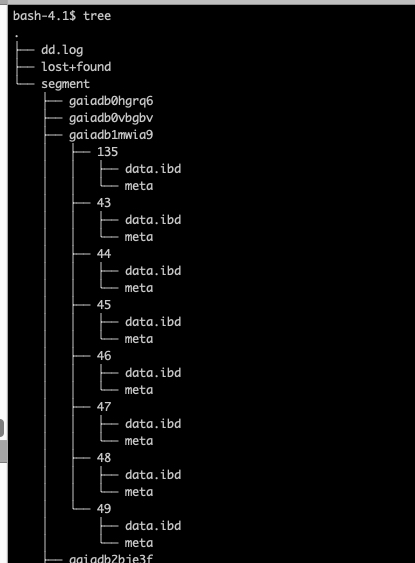 bash-4.1$ tree
.
├── dd.log
├── lost+found
└── segment
    ├── gaiadb0hgrq6
    ├── gaiadb0vbgbv
    ├── gaiadb1mwia9
    │   ├── 135
    │   │   ├── data.ibd
    │   │   └── meta
    │   ├── 43
    │   │   ├── data.ibd
    │   │   └── meta
    │   ├── 44
    │   │   ├── data.ibd
    │   │   └── meta
    │   ├── 45
    │   │   ├── data.ibd
    │   │   └── meta
    │   ├── 46
    │   │   ├── data.ibd
    │   │   └── meta
    │   ├── 47
    │   │   ├── data.ibd
    │   │   └── meta
    │   ├── 48
    │   │   ├── data.ibd
    │   │   └── meta
    │   └── 49
    │       ├── data.ibd
    │       └── meta
    ├── gaiadb2bje3f